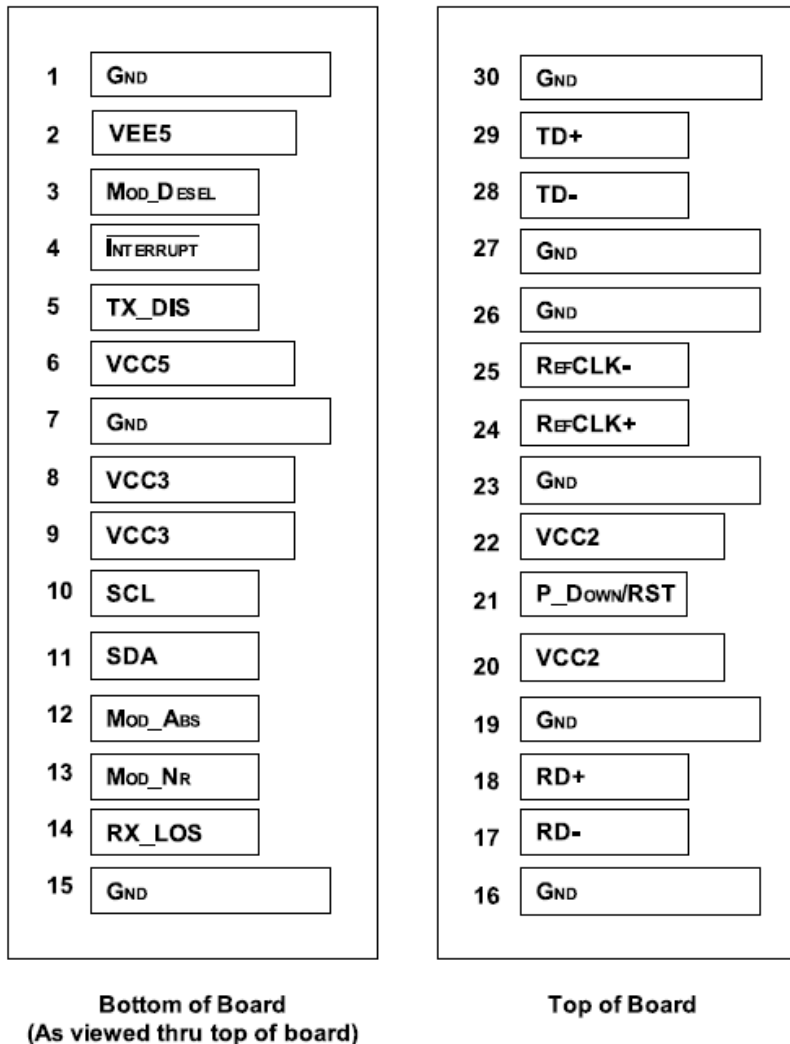 1 GND
2 VEE5
3 MOD_DESEL
4 INTERRUPT
5 TX_DIS
6 VCC5
7 GND
8 VCC3
9 VCC3
10 SCL
11 SDA
12 MOD_ABS
13 MOD_NR
14 RX_LOS
15 GND
Bottom of Board
(As viewed thru top of board)
30 GND
29 TD+
28 TD-
27 GND
26 GND
25 REFCLK-
24 REFCLK+
23 GND
22 VCC2
21 P_DOWN/RST
20 VCC2
19 GND
18 RD+
17 RD-
16 GND
Top of Board